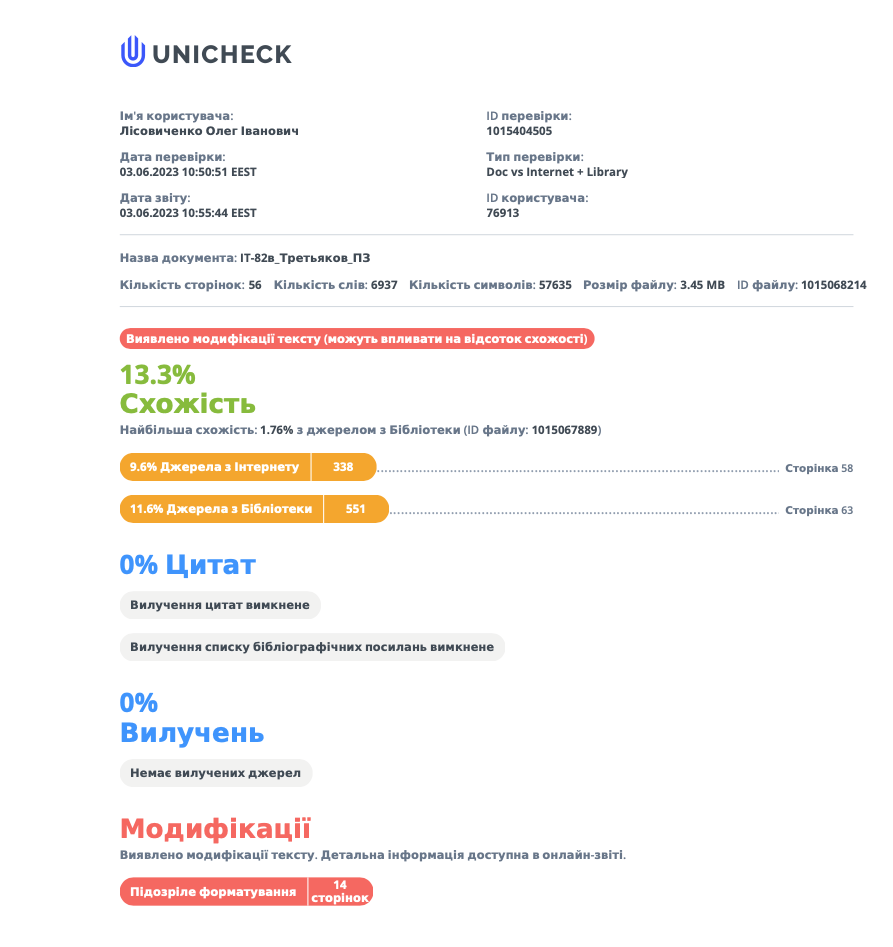 UNICHECK
Ім'я користувача:
Лісовиченко Олег Іванович
ID перевірки:
1015404505
Дата перевірки:
03.06.2023 10:50:51 EEST
Тип перевірки:
Doc vs Internet + Library
Дата звіту:
03.06.2023 10:55:44 EEST
ID користувача:
76913
Назва документа: ІТ-82в_Третьяков_ПЗ
Кількість сторінок: 56 Кількість слів: 6937 Кількість символів: 57635 Розмір файлу: 3.45 MB ID файлу: 1015068214
Виявлено модифікації тексту (можуть впливати на відсоток схожості)
13.3%
Схожість
Найбільша схожість: 1.76% з джерелом з Бібліотеки (ID файлу: 1015067889)
9.6% Джерела з Інтернету 338 Сторінка 58
11.6% Джерела з Бібліотеки 551 Сторінка 63
0% Цитат
Вилучення цитат вимкнене
Вилучення списку бібліографічних посилань вимкнене
0%
Вилучень
Немає вилучених джерел
Модифікації
Виявлено модифікації тексту. Детальна інформація доступна в онлайн-звіті.
Підозріле форматування 14
сторінок